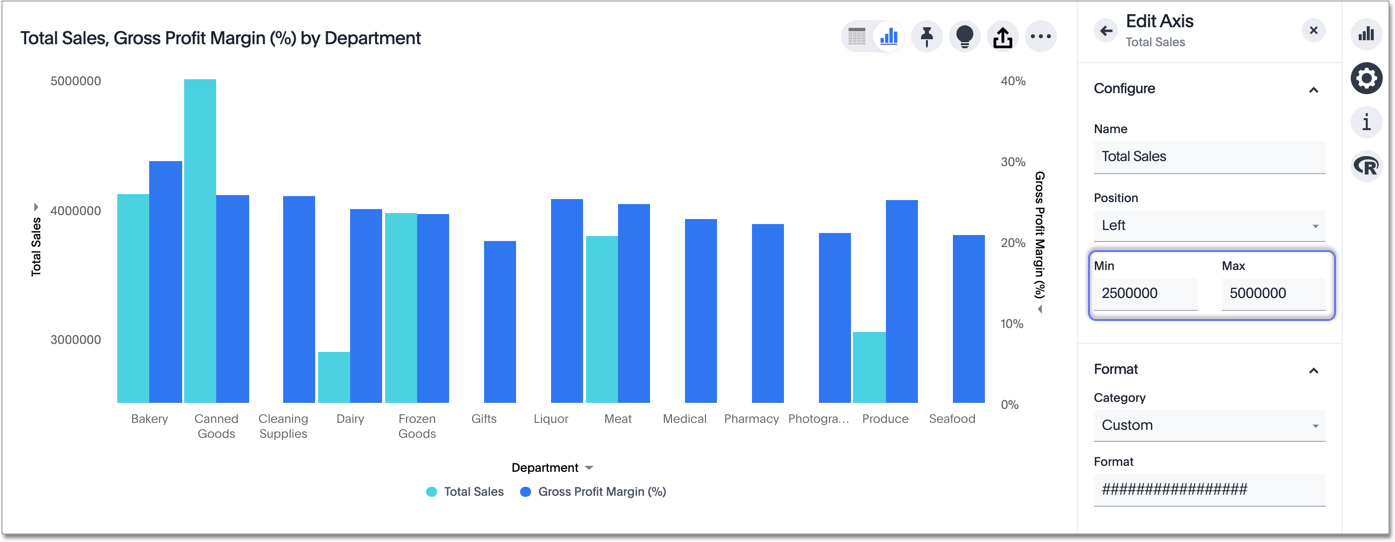 Total Sales, Gross Profit Margin (%) by Department
5000000
4000000
3000000
Total Sales
40%
30%
20%
10%
0%
Gross Profit Margin (%)
Bakery
Canned
Goods
Cleaning
Supplies
Dairy
Frozen
Goods
Gifts
Liquor
Meat
Medical
Pharmacy
Photogra...
Produce
Seafood
Department
Total Sales
Gross Profit Margin (%)
Edit Axis
Total Sales
Configure
Name
Total Sales
Position
Left
Min
Max
2500000
5000000
Format
Category
Custom
Format
#################
i
R